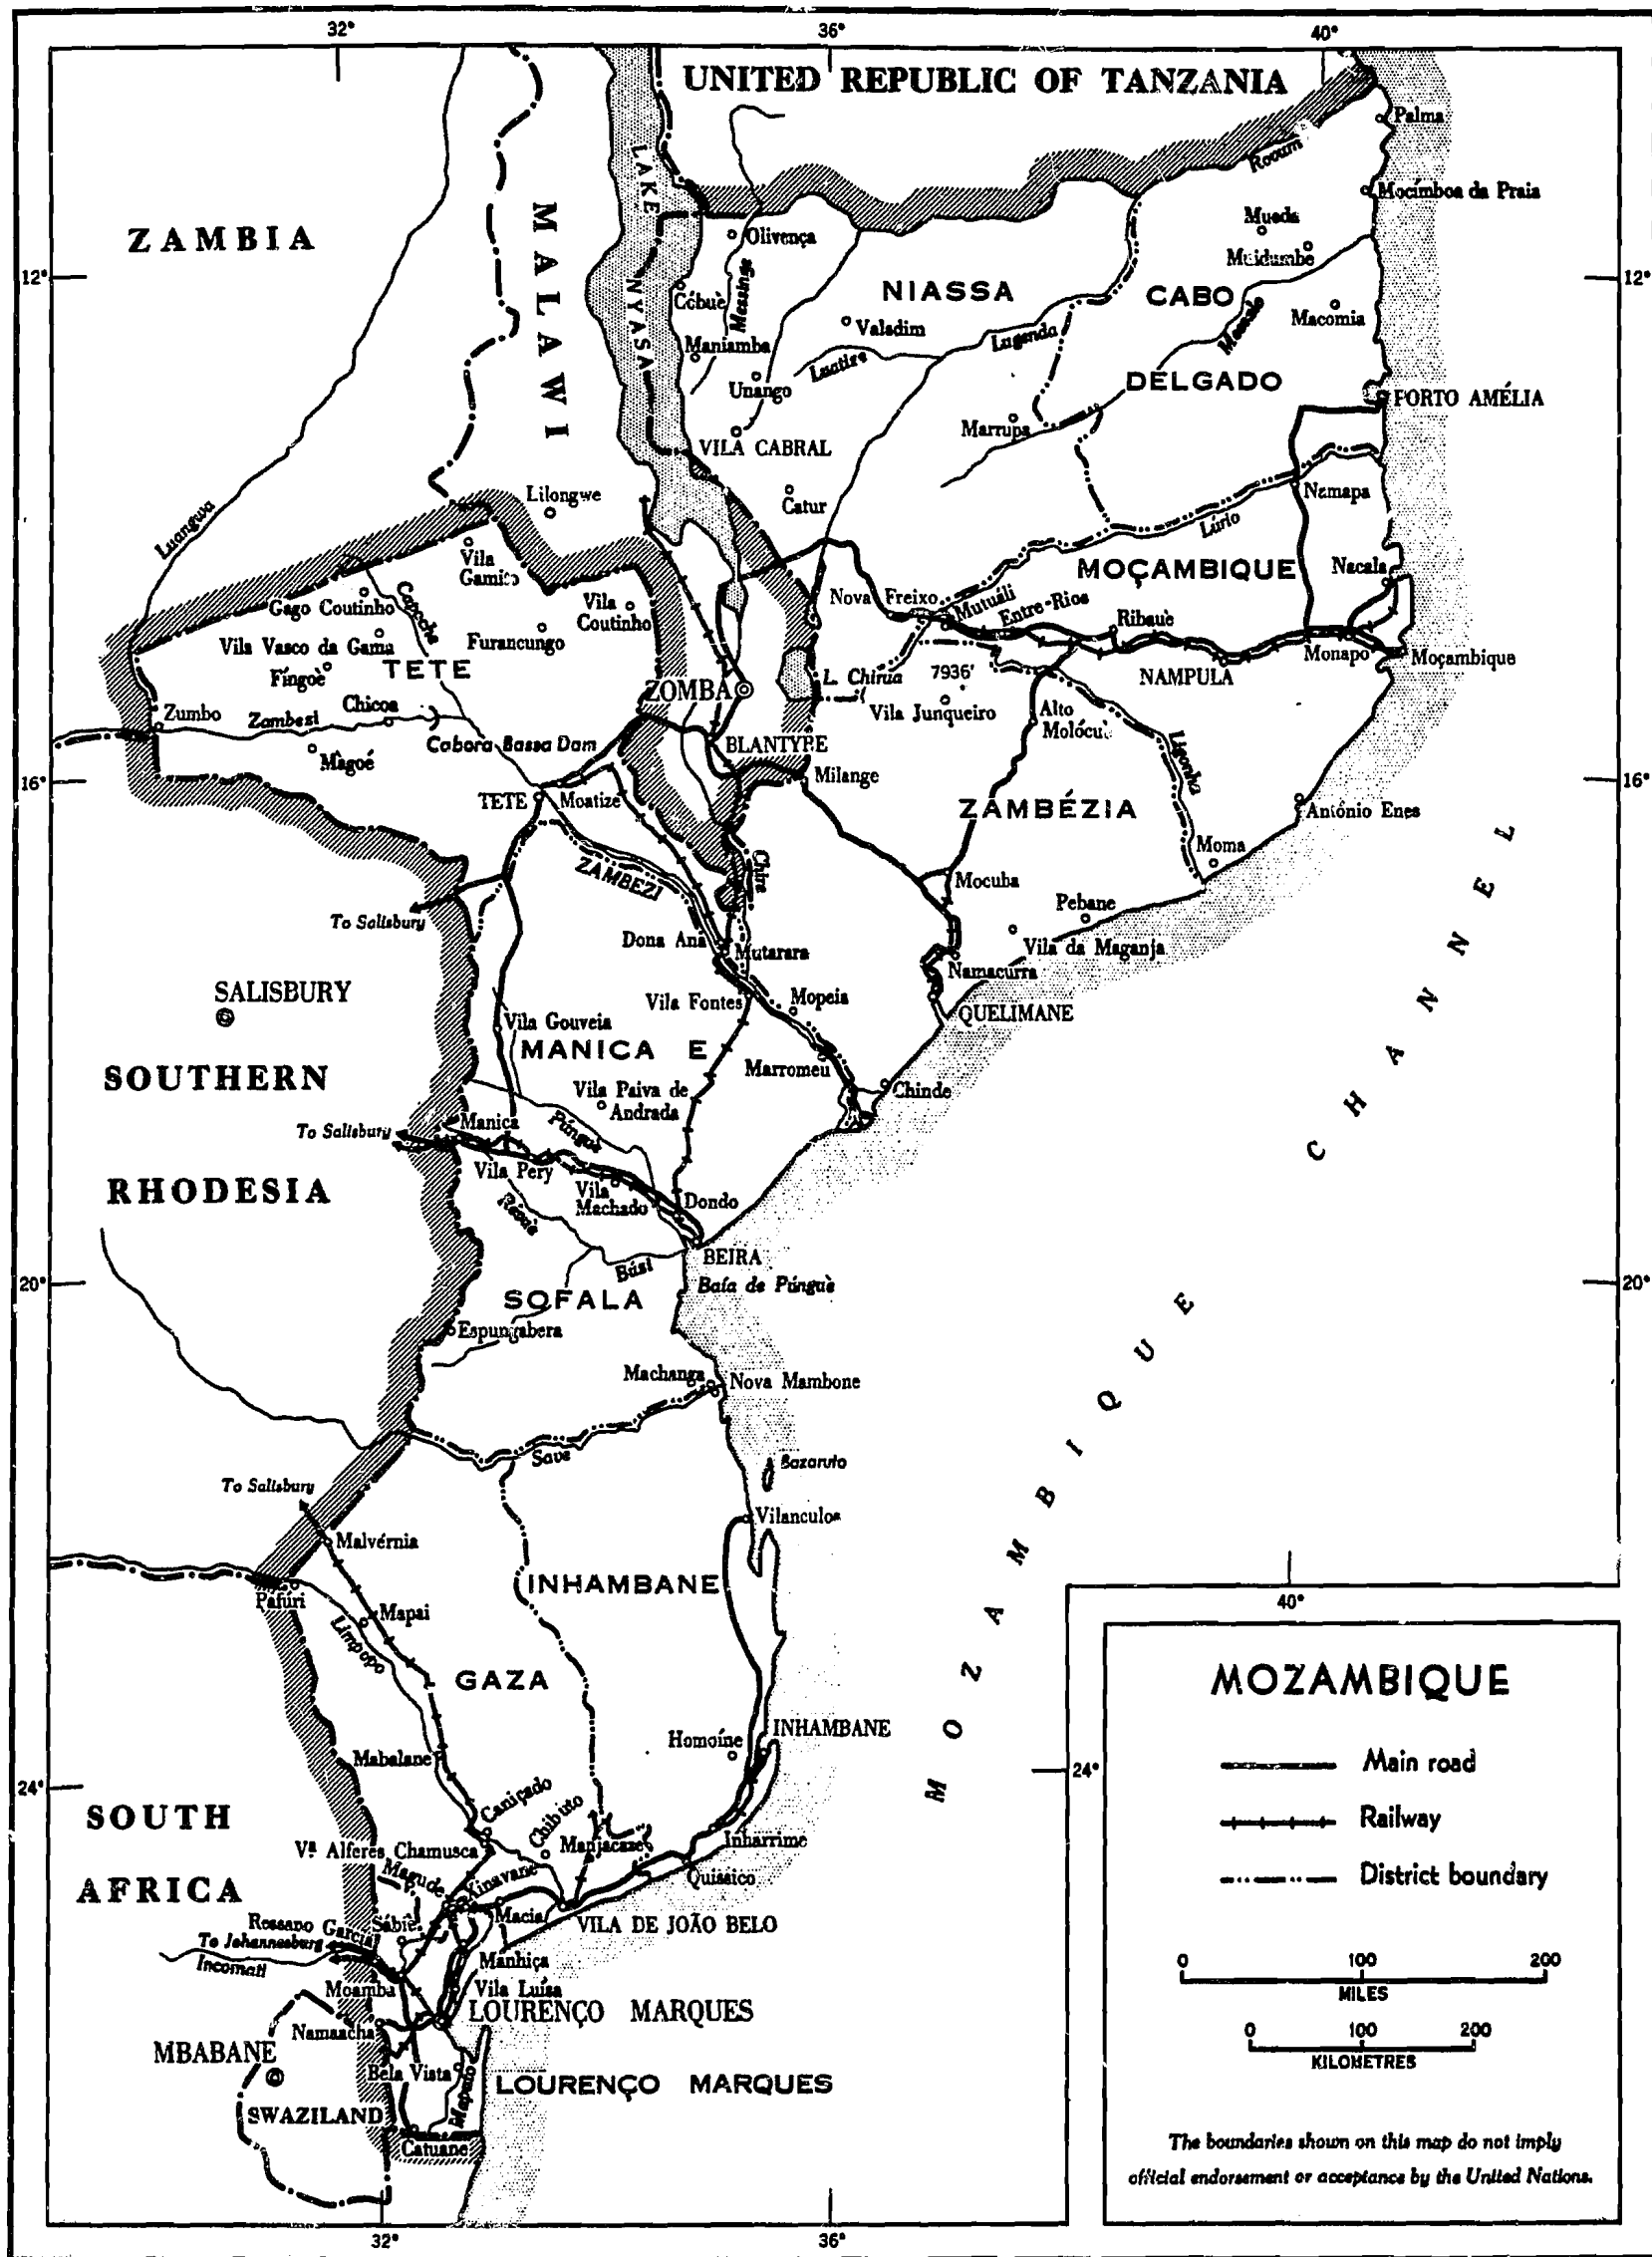 32°
36°
40°
UNITED REPUBLIC OF TANZANIA
Palma
Mocímboa da Praia
Mueda
Muidumbe
ZAMBIA
MALAWI
LAKE NYASA
Olivença
Messinge
Cóbuè
12°
12°
NIASSA
CABO
DELGADO
Macomia
Valadim
Lugenda
Luatire
Maniamba
Unango
Marrupa
PORTO AMÉLIA
VILA CABRAL
Catur
Namapa
Lúrio
Luangwa
Lilongwe
Vila
Gamito
MOÇAMBIQUE
Nacala
Gago Coutinho
Capoche
Vila
Coutinho
Nova Freixo
Mutuáli
Entre-Rios
Ribauè
Vila Vasco da Gama
Furancungo
Fíngoè
TETE
Monapo
Moçambique
NAMPULA
L. Chirua
7936'
ZOMBA
Vila Junqueiro
Alto
Molócuè
Zumbo
Zambezi
Chicoa
Cabora Bassa Dam
Mágoé
BLANTYRE
Milange
Ligonha
16°
16°
TETE
Moatize
ZAMBÉZIA
António Enes
Moma
ZAMBEZI
Chire
Mocuba
Pebane
To Salisbury
Dona Ana
Mutarara
Vila da Maganja
Namacurra
SALISBURY
Vila Fontes
Mopeia
QUELIMANE
Vila Gouveia
MANICA E
SOUTHERN
Marromeu
Vila Paiva de
Andrada
Chinde
To Salisbury
Manica
Púnguè
Vila Pery
RHODESIA
Vila
Machado
Dondo
BEIRA
Búzi
Baía de Púnguè
20°
20°
SOFALA
Espungabera
Machanga
Nova Mambone
Save
Bazaruto
To Salisbury
Vilanculos
Malvérnia
MOZAMBIQUE CHANNEL
INHAMBANE
Pafúri
Mapai
Limpopo
GAZA
Homoíne
INHAMBANE
Mabalane
24°
24°
SOUTH
AFRICA
Caniçado
Chibuto
Vª Alferes Chamusca
Manjacaze
Inharrime
Quissico
Magude
Xinavane
Macia
VILA DE JOÃO BELO
Ressano Garcia
Sábiè
To Johannesburg
Incomati
Manhiça
Moamba
Vila Luísa
LOURENÇO MARQUES
Namaacha
MBABANE
Bela Vista
Maputo
LOURENÇO MARQUES
SWAZILAND
Catuane
32°
36°
40°
MOZAMBIQUE
Main road
Railway
District boundary
0 100 200
MILES
0 100 200
KILOMETRES
The boundaries shown on this map do not imply
official endorsement or acceptance by the United Nations.